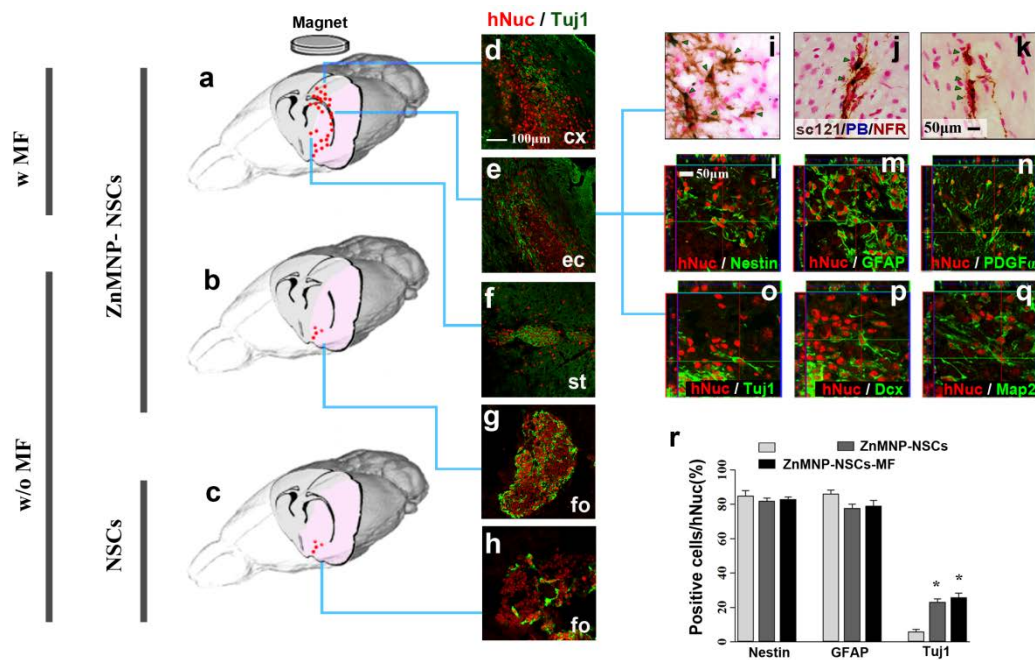 Magnet
hNuc / Tuj1
w MF
w/o MF
ZnMNP- NSCs
NSCs
a
b
c
d
100μm
cx
e
ec
f
st
g
fo
h
fo
i
j
sc121/PB/NFR
k
50μm
l
50μm
hNuc / Nestin
m
hNuc / GFAP
n
hNuc / PDGFα
o
hNuc / Tuj1
p
hNuc / Dcx
q
hNuc / Map2
r
ZnMNP-NSCs
ZnMNP-NSCs-MF
Positive cells/hNuc(%)
100
80
60
40
20
0
* *
Nestin GFAP Tuj1